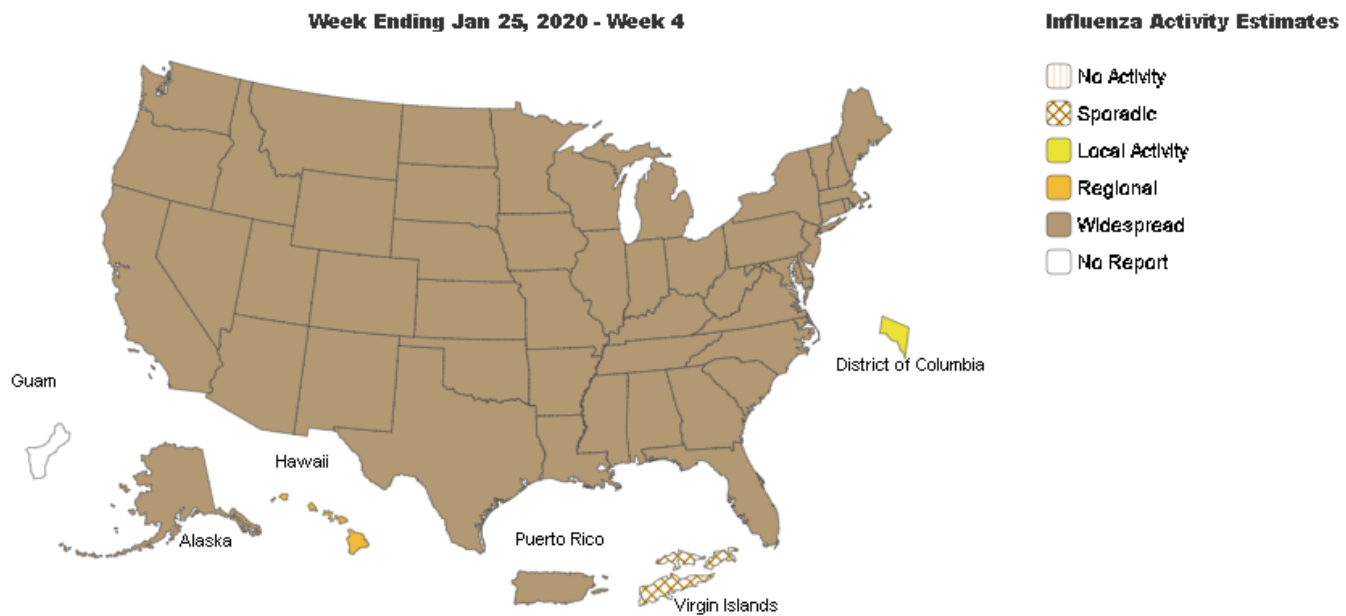 Week Ending Jan 25, 2020 - Week 4
Influenza Activity Estimates
No Activity
Sporadic
Local Activity
Regional
Widespread
No Report
District of Columbia
Guam
Hawaii
Alaska
Puerto Rico
Virgin Islands